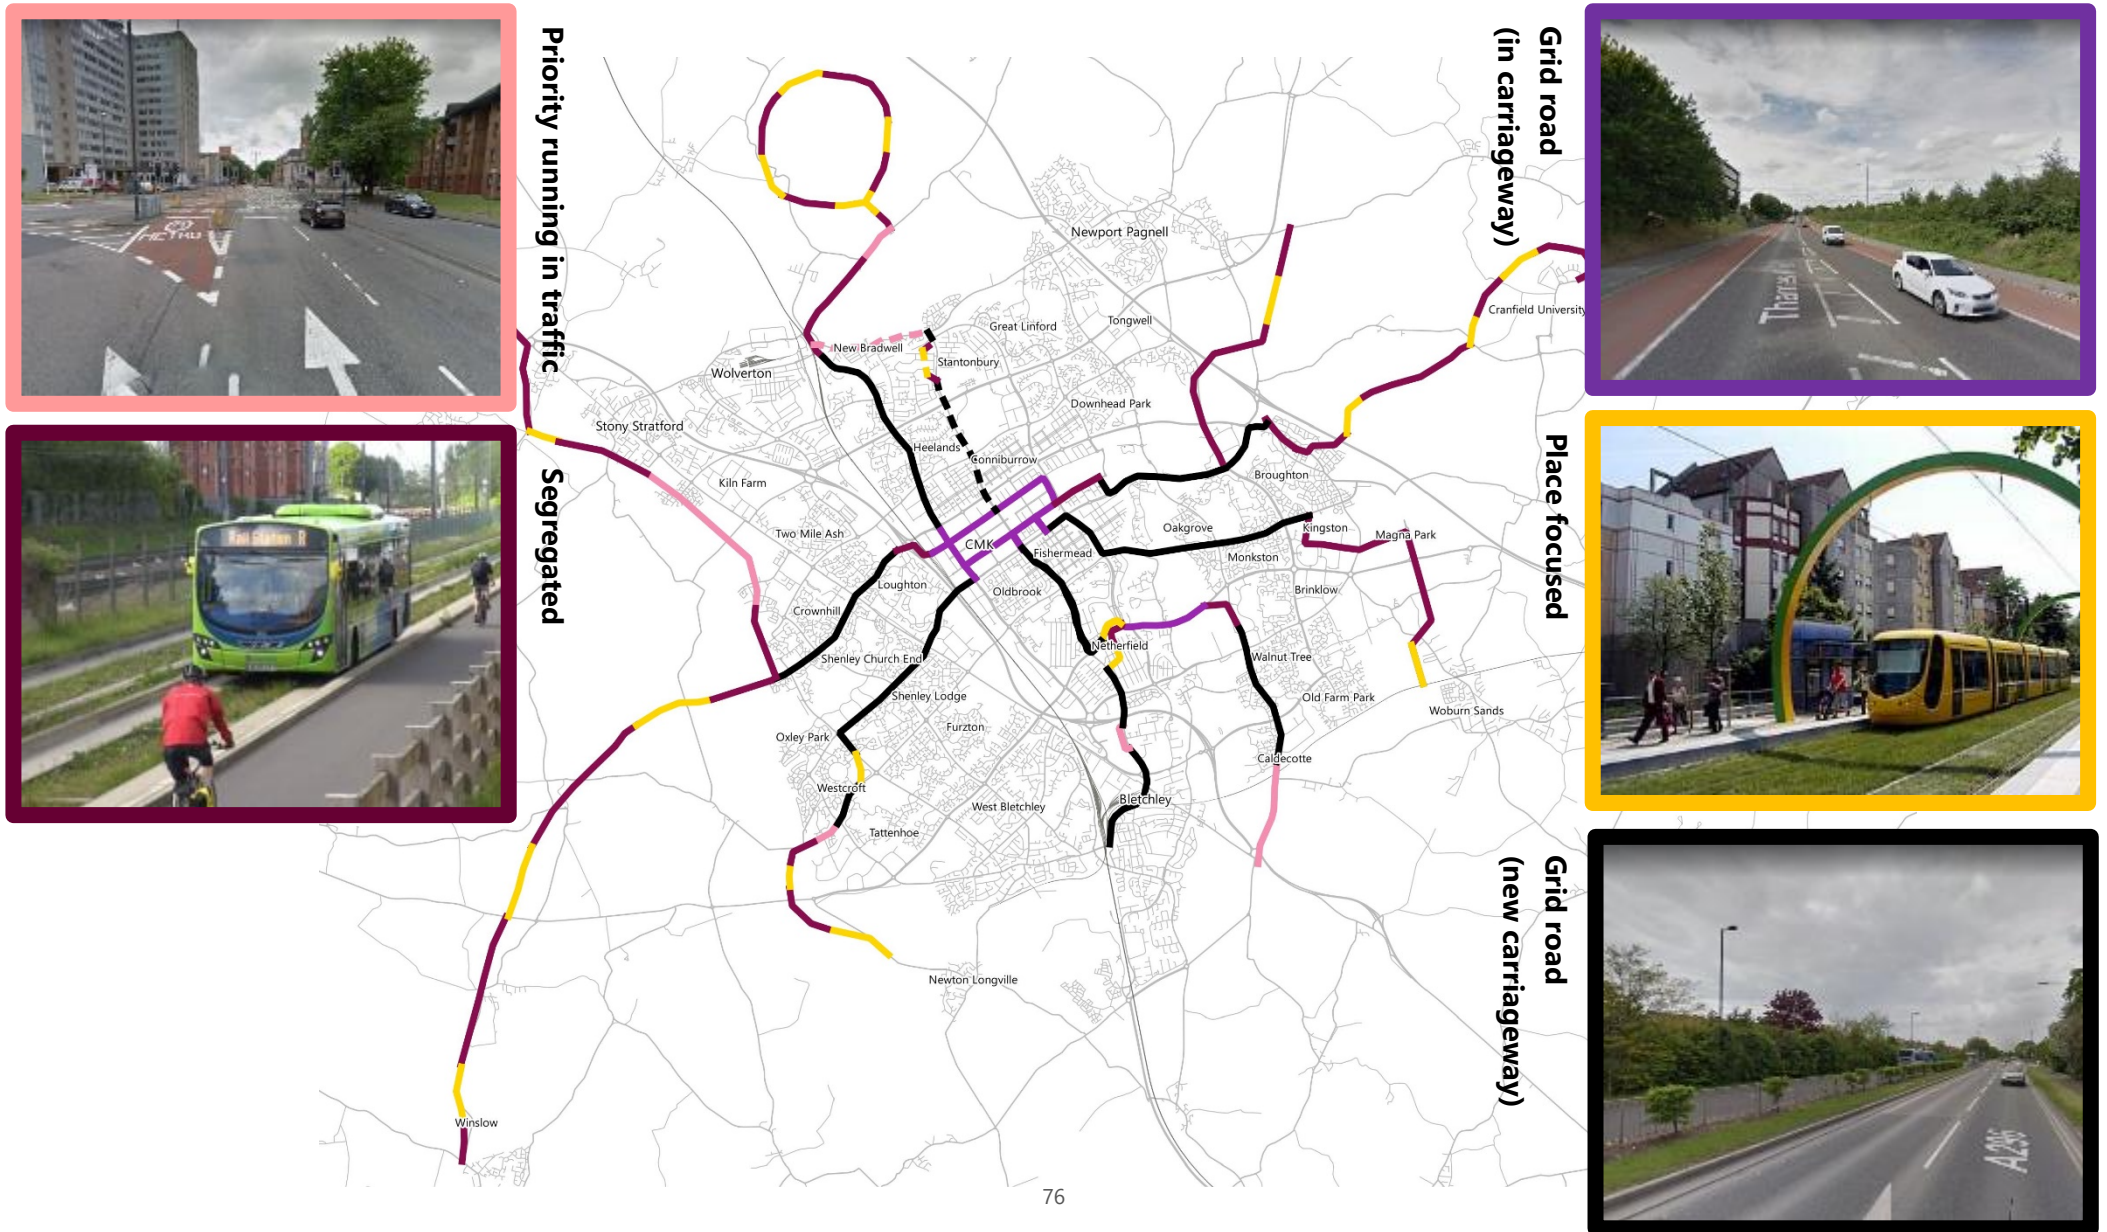 Priority running in traffic
Grid road
(in carriageway)
Segregated
Place focused
Grid road
(new carriageway)
Rail Station R
A295
Newport Pagnell
Cranfield University
Great Linford
Tongwell
New Bradwell
Stantonbury
Wolverton
Downhead Park
Stony Stratford
Heelands
Conniburrow
Kiln Farm
Broughton
Two Mile Ash
CMK
Oakgrove
Kingston
Magna Park
Fishermead
Monkston
Loughton
Oldbrook
Brinklow
Crownhill
Netherfield
Shenley Church End
Walnut Tree
Shenley Lodge
Old Farm Park
Woburn Sands
Furzton
Oxley Park
Caldecotte
Westcroft
West Bletchley
Bletchley
Tattenhoe
Newton Longville
Winslow
76